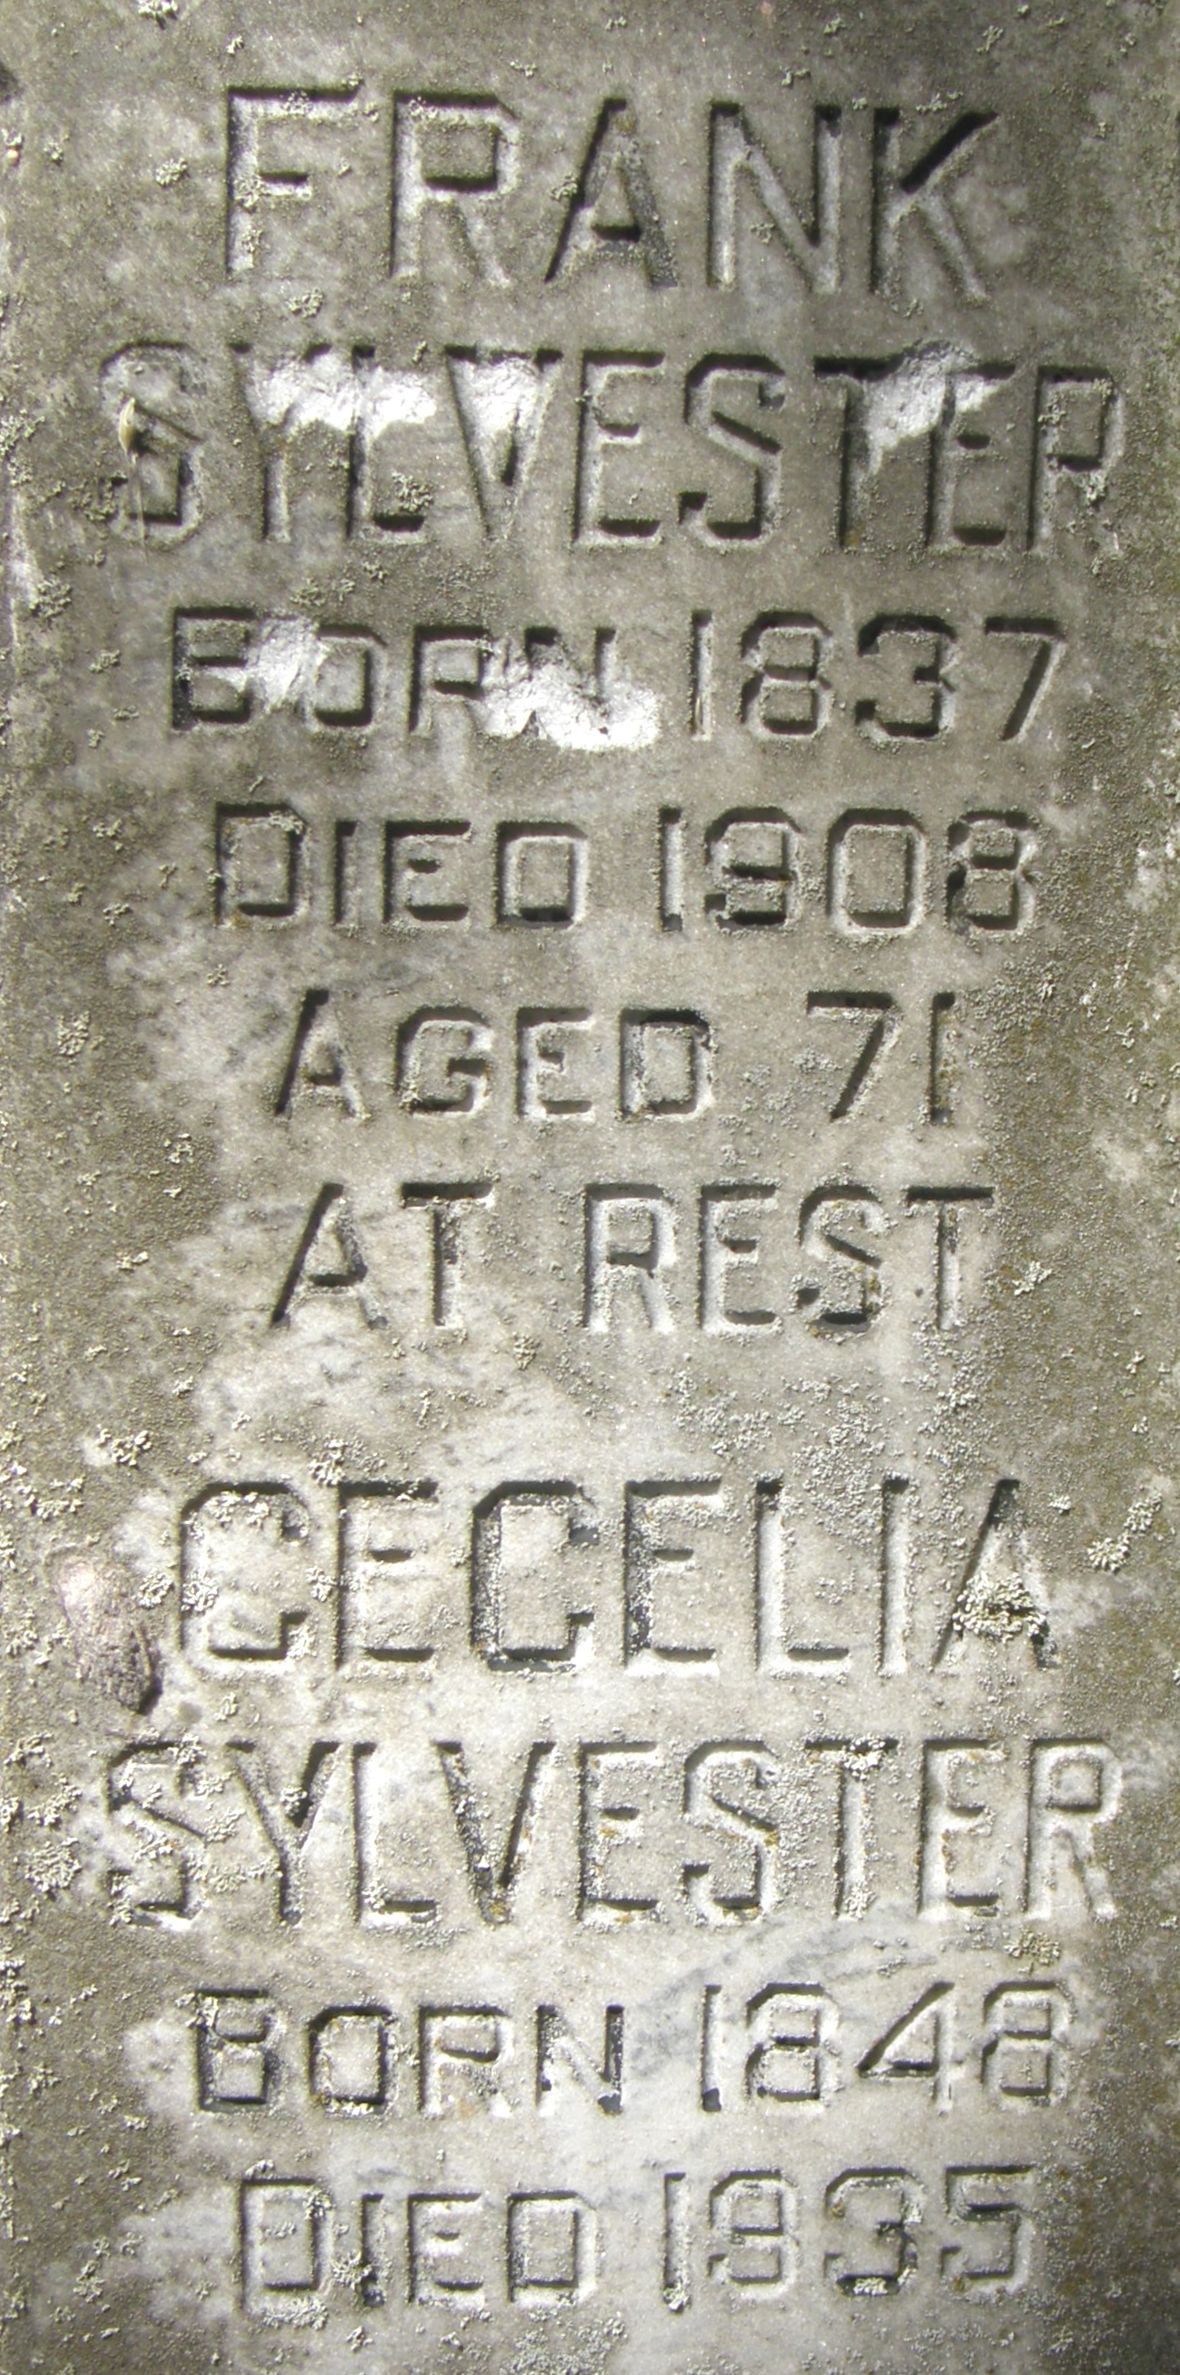 FRANK
SYLVESTER
BORN 1837
DIED 1908
AGED 71
AT REST
CECELIA
SYLVESTER
BORN 1848
DIED 1935